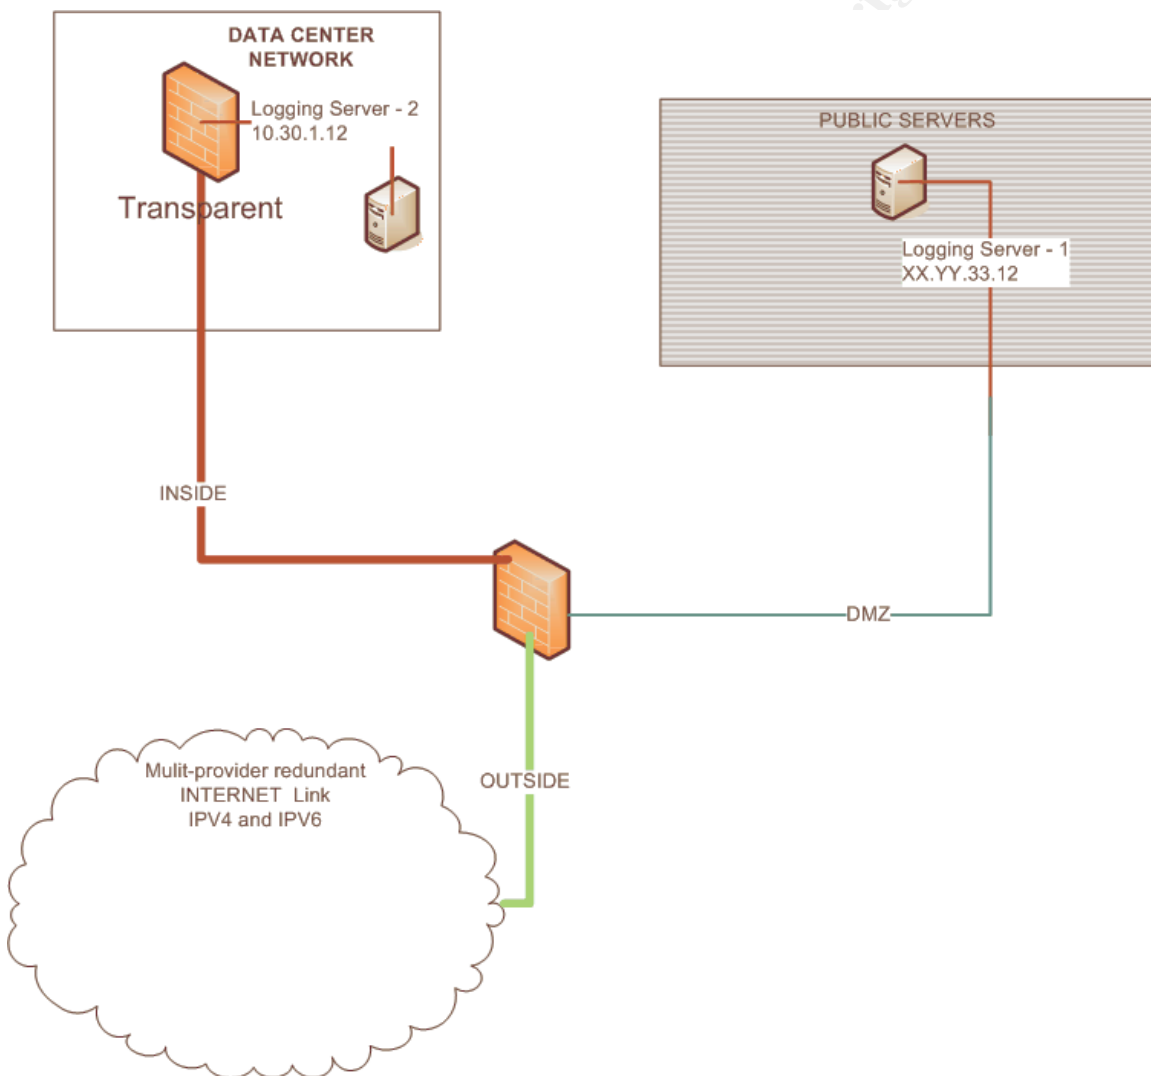 DATA CENTER
NETWORK
Logging Server - 2
10.30.1.12
Transparent
PUBLIC SERVERS
Logging Server - 1
XX.YY.33.12
INSIDE
DMZ
OUTSIDE
Mulit-provider redundant
INTERNET Link
IPV4 and IPV6